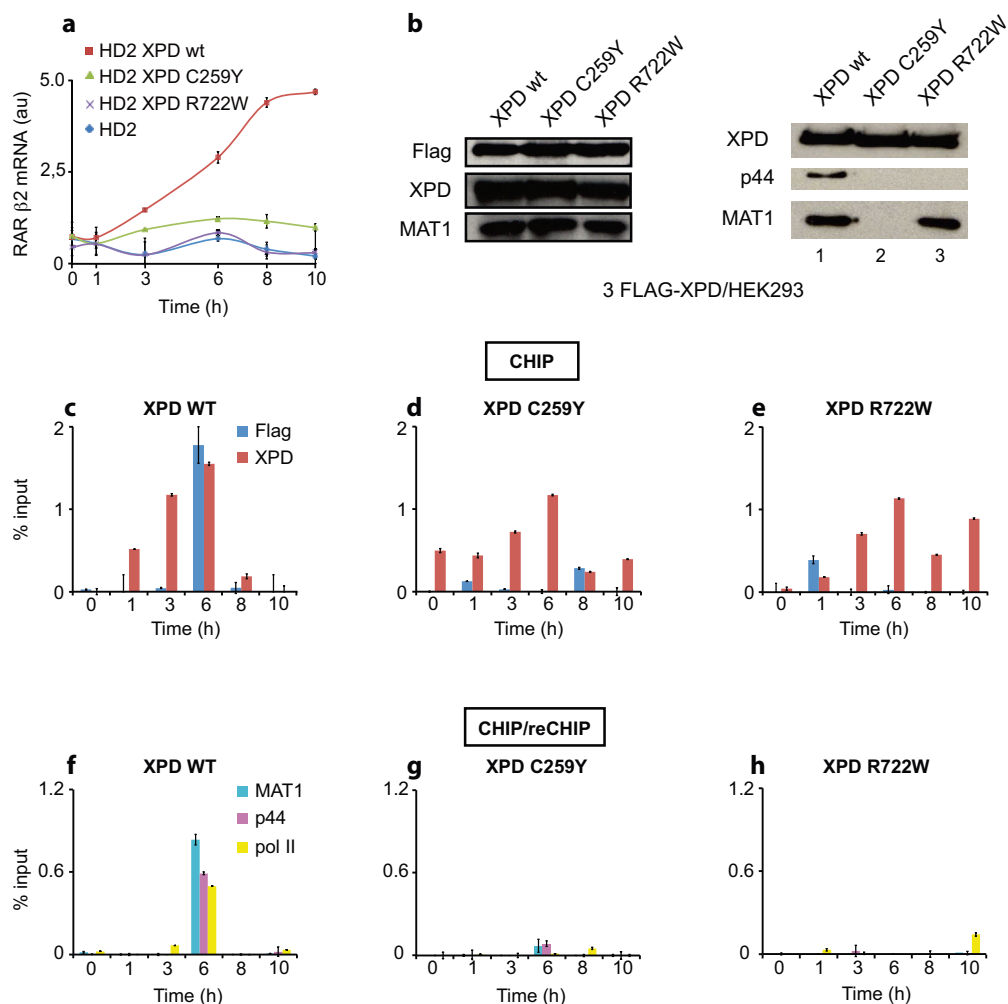 a
HD2 XPD wt
HD2 XPD C259Y
HD2 XPD R722W
HD2
RAR β2 mRNA (au)
5.0
2.5
0
0 1 3 6 8 10
Time (h)
b
XPD wt XPD C259Y XPD R722W
Flag
XPD
MAT1
XPD wt XPD C259Y XPD R722W
XPD
p44
MAT1
1 2 3
3 FLAG-XPD/HEK293
CHIP
c XPD WT
Flag
XPD
% input
2
1
0
0 1 3 6 8 10
Time (h)
d XPD C259Y
2
1
0
0 1 3 6 8 10
Time (h)
e XPD R722W
2
1
0
0 1 3 6 8 10
Time (h)
CHIP/reCHIP
f XPD WT
MAT1
p44
pol II
% input
1.2
0.6
0
0 1 3 6 8 10
Time (h)
g XPD C259Y
1.2
0.6
0
0 1 3 6 8 10
Time (h)
h XPD R722W
1.2
0.6
0
0 1 3 6 8 10
Time (h)